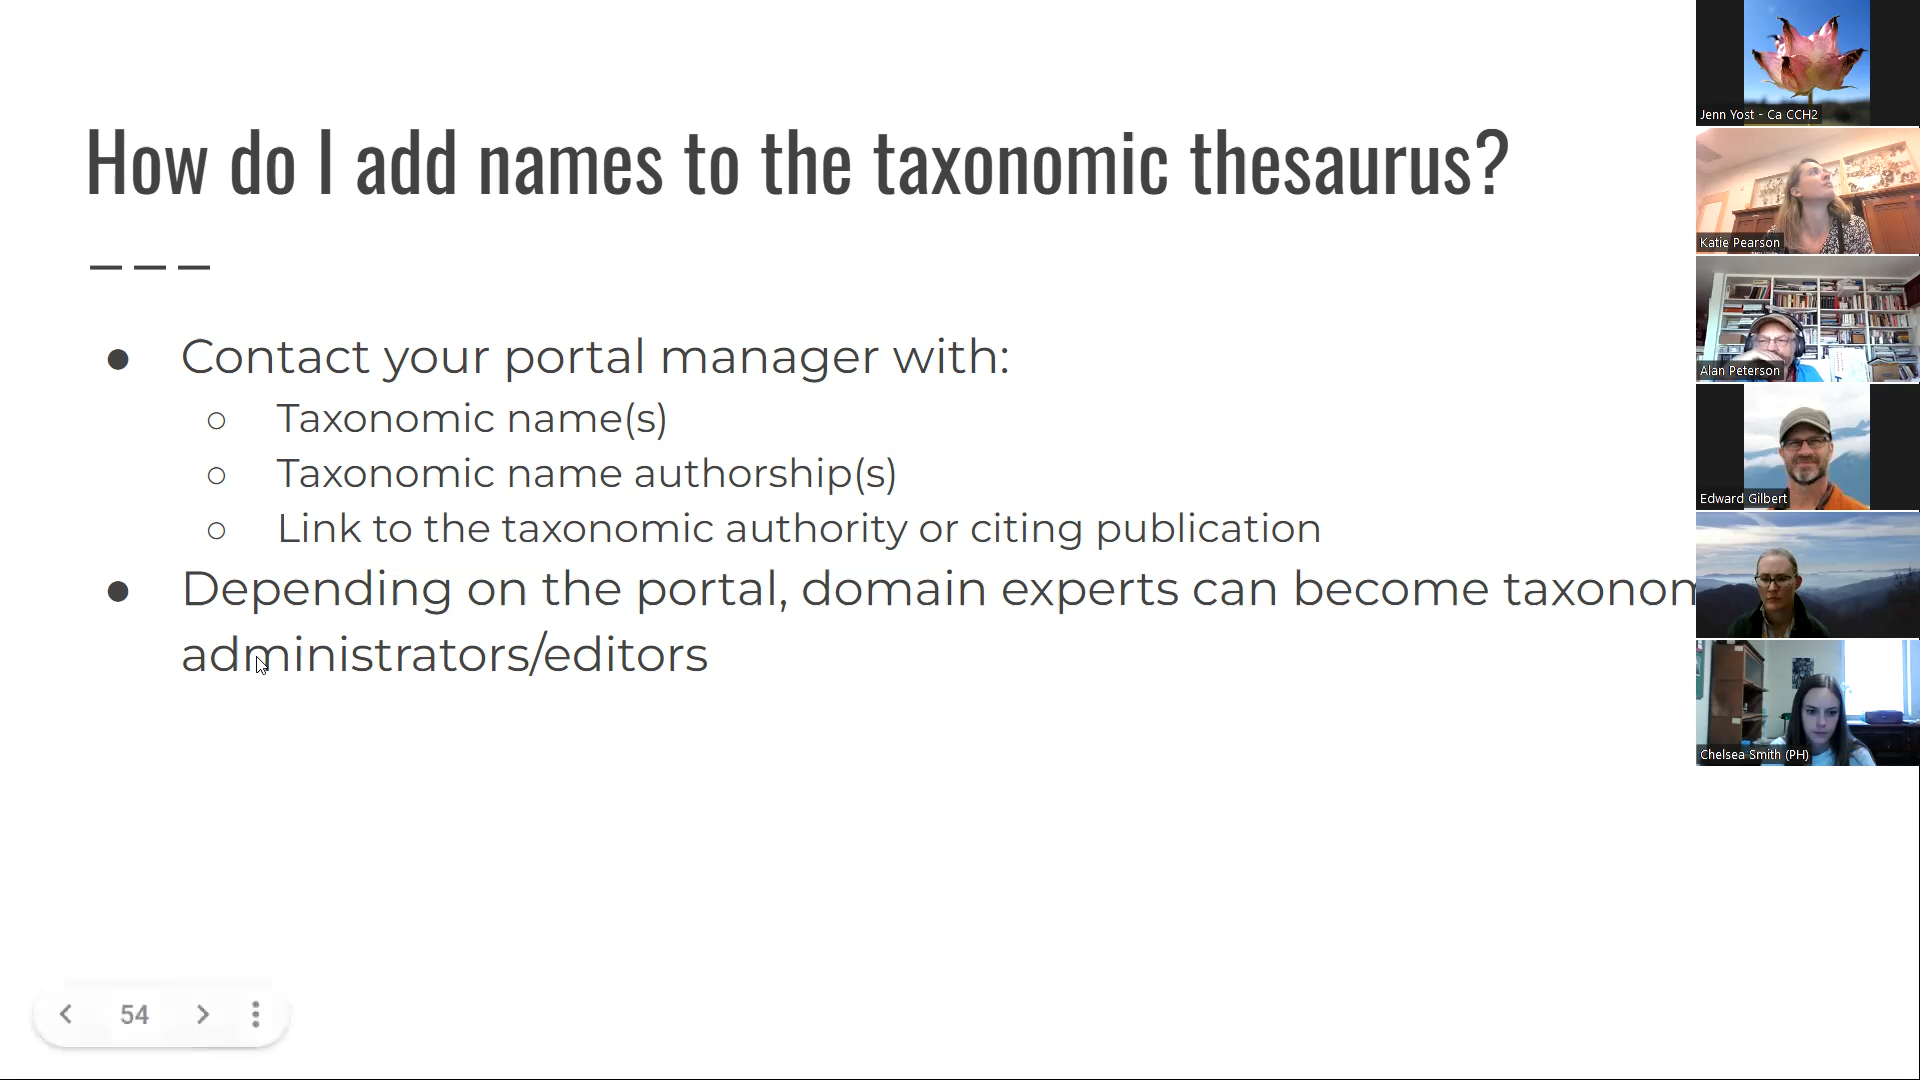 How do I add names to the taxonomic thesaurus?
● Contact your portal manager with:
○ Taxonomic name(s)
○ Taxonomic name authorship(s)
○ Link to the taxonomic authority or citing publication
● Depending on the portal, domain experts can become taxonom
administrators/editors
54
Jenn Yost - Ca CCH2
Katie Pearson
Alan Peterson
Edward Gilbert
Chelsea Smith (PH)